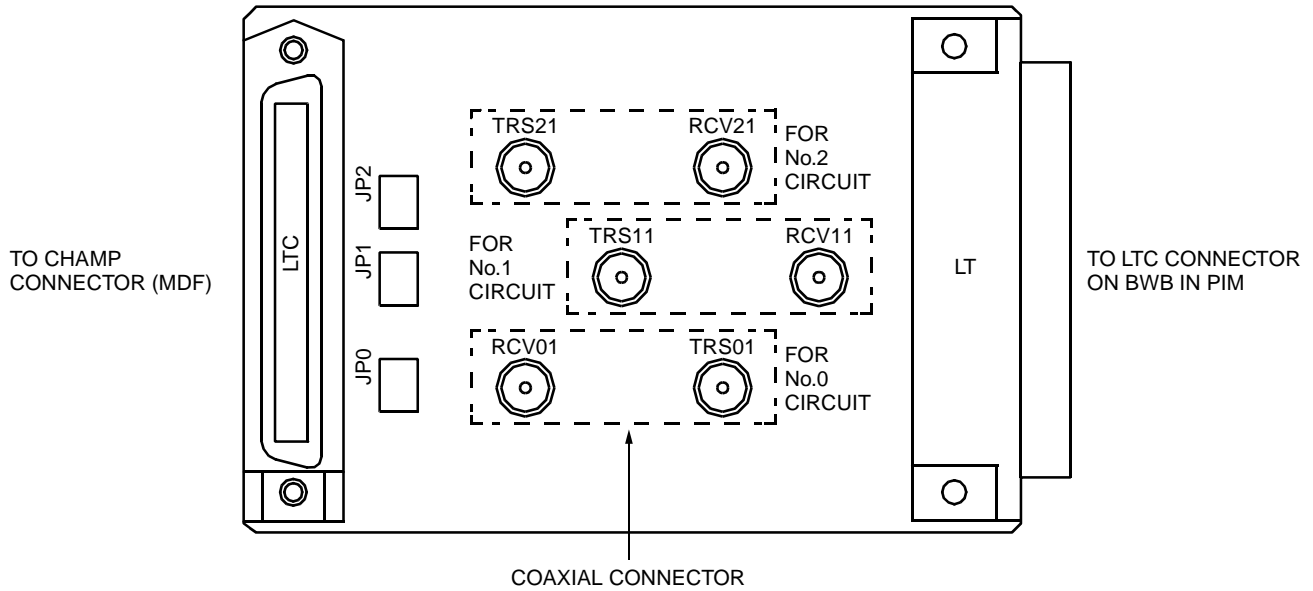 TRS21
RCV21
FOR
No.2
CIRCUIT
JP2
TO CHAMP
CONNECTOR (MDF)
LTC
JP1
FOR
No.1
CIRCUIT
TRS11
RCV11
LT
TO LTC CONNECTOR
ON BWB IN PIM
JP0
RCV01
TRS01
FOR
No.0
CIRCUIT
COAXIAL CONNECTOR